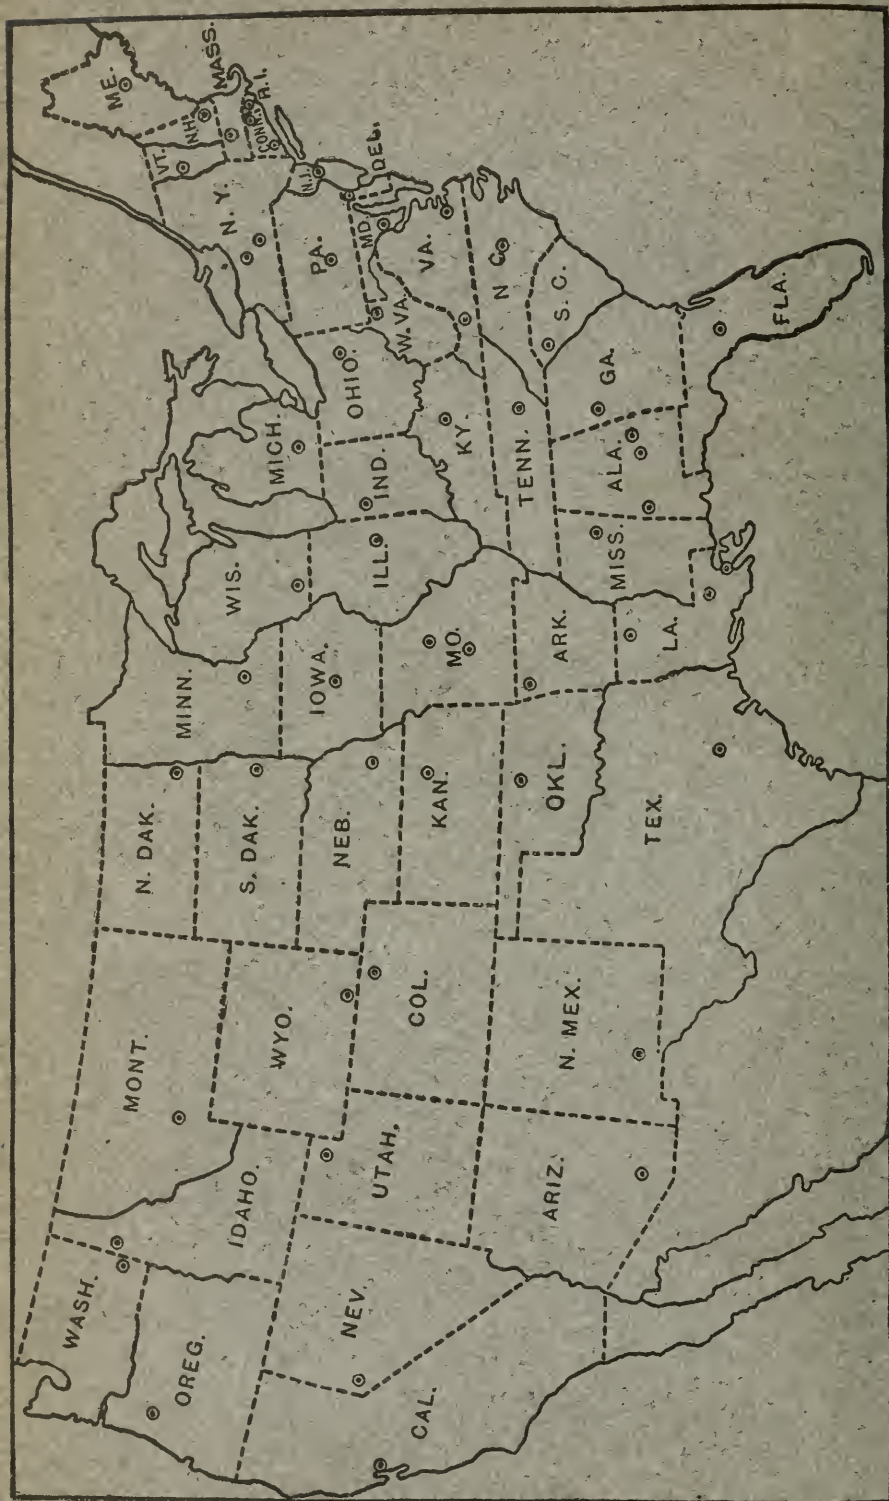 WASH.
OREG.
CAL.
NEV.
IDAHO.
MONT.
WYO.
UTAH,
ARIZ.
COL.
N. MEX.
N. DAK.
S. DAK.
NEB.
KAN.
OKL.
TEX.
MINN.
IOWA.
MO.
ARK.
LA.
WIS.
ILL.
MISS.
MICH.
IND.
OHIO.
KY.
TENN.
ALA.
GA.
FLA.
S. C.
N C.
VA.
W. VA.
MD.
DEL.
PA.
N.J.
N. Y.
VT.
NH.
ME.
MASS.
R.I.
CONN.